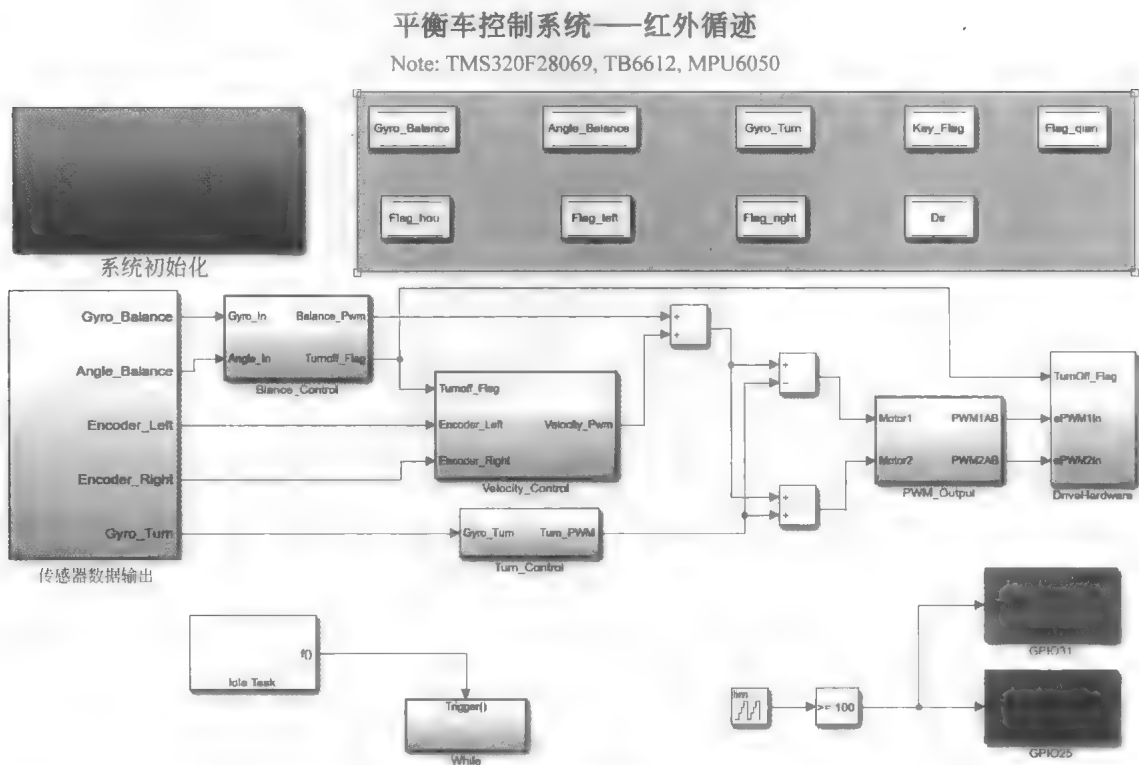 平衡车控制系统——红外循迹
Note: TMS320F28069, TB6612, MPU6050
Gyro_Balance
Angle_Balance
Gyro_Turn
Key_Flag
Flag_qian
Flag_hou
Flag_left
Flag_right
Dir
系统初始化
Gyro_Balance
Angle_Balance
Encoder_Left
Encoder_Right
Gyro_Turn
传感器数据输出
Gyro_In
Balance_Pwm
Angle_In
Turnoff_Flag
Blance_Control
Turnoff_Flag
Encoder_Left
Velocity_Pwm
Encoder_Right
Velocity_Control
Gyro_Turn
Turn_PWM
Turn_Control
+
+
+
−
+
+
Motor1
PWM1AB
Motor2
PWM2AB
PWM_Output
TurnOff_Flag
ePWM1In
ePWM2In
DriveHardware
f()
Idle Task
Trigger()
While
>= 100
GPIO31
GPIO25